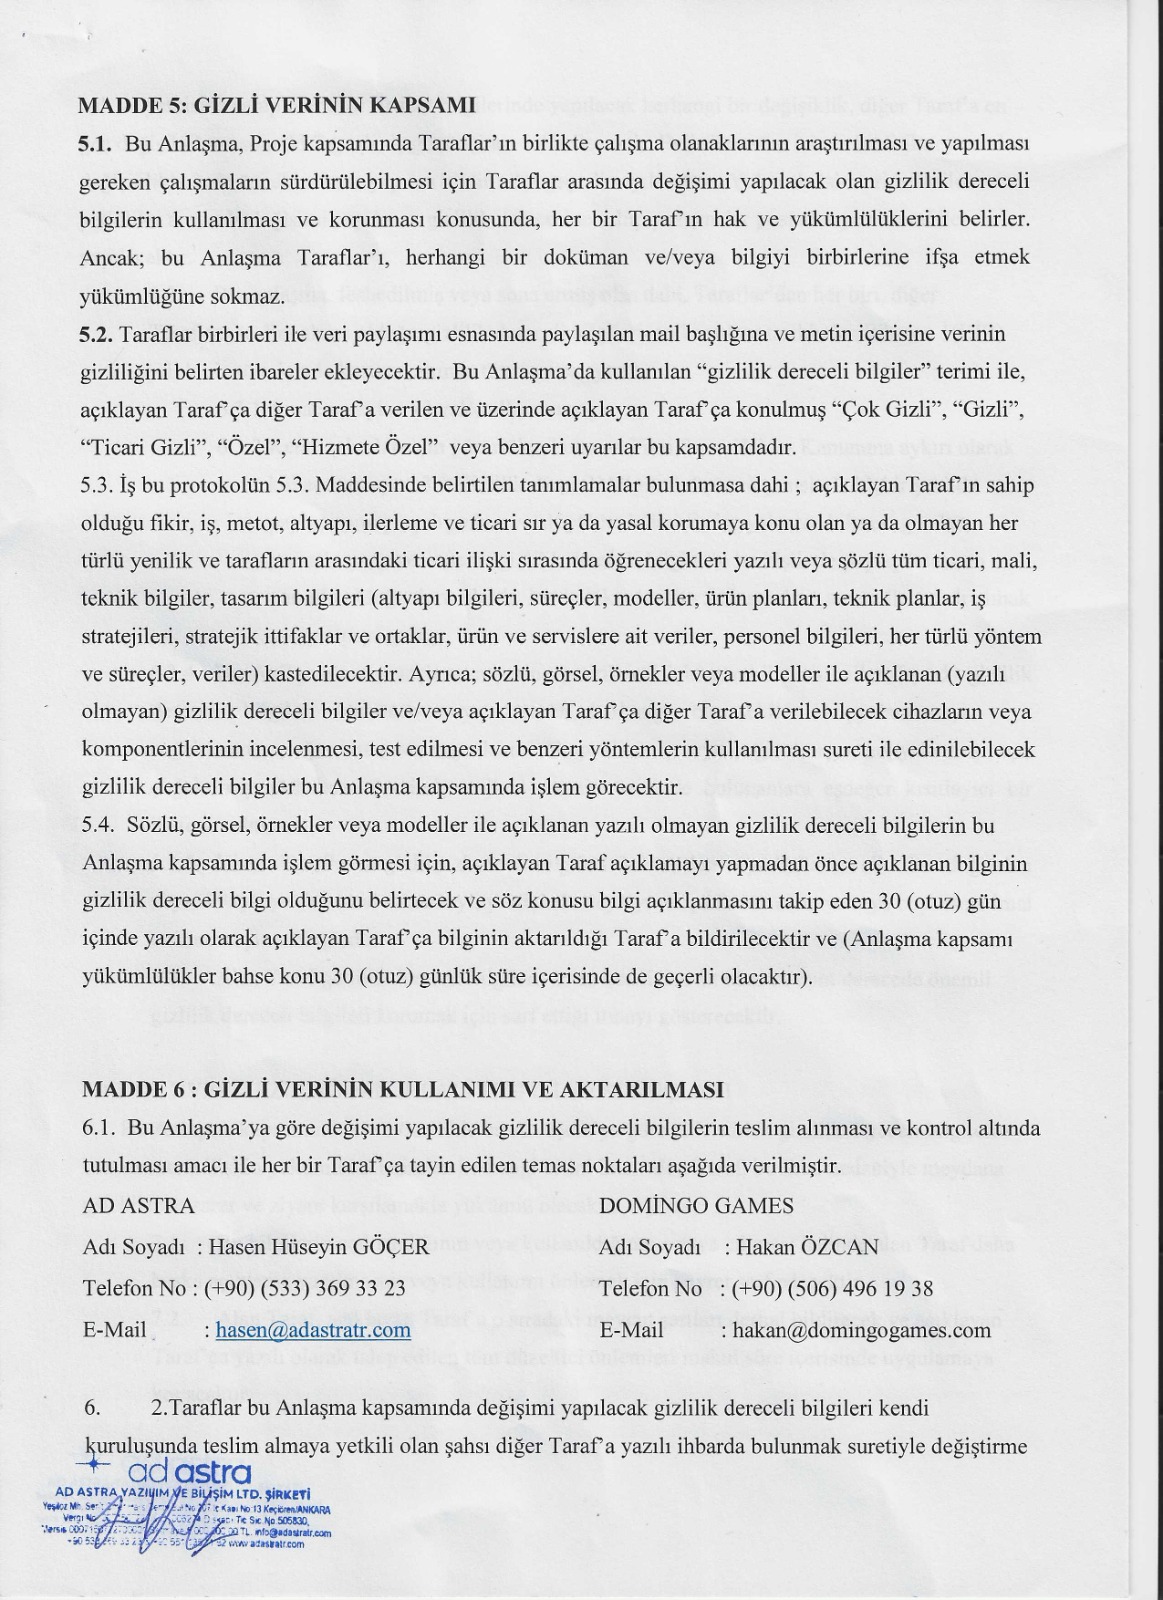 MADDE 5: GİZLİ VERİNİN KAPSAMI
5.1. Bu Anlaşma, Proje kapsamında Taraflar’ın birlikte çalışma olanaklarının araştırılması ve yapılması
gereken çalışmaların sürdürülebilmesi için Taraflar arasında değişimi yapılacak olan gizlilik dereceli
bilgilerin kullanılması ve korunması konusunda, her bir Taraf’ın hak ve yükümlülüklerini belirler.
Ancak; bu Anlaşma Taraflar’ı, herhangi bir doküman ve/veya bilgiyi birbirlerine ifşa etmek
yükümlüğüne sokmaz.
5.2. Taraflar birbirleri ile veri paylaşımı esnasında paylaşılan mail başlığına ve metin içerisine verinin
gizliliğini belirten ibareler ekleyecektir. Bu Anlaşma’da kullanılan “gizlilik dereceli bilgiler” terimi ile,
açıklayan Taraf’ça diğer Taraf’a verilen ve üzerinde açıklayan Taraf’ça konulmuş “Çok Gizli”, “Gizli”,
“Ticari Gizli”, “Özel”, “Hizmete Özel” veya benzeri uyarılar bu kapsamdadır.
5.3. İş bu protokolün 5.3. Maddesinde belirtilen tanımlamalar bulunmasa dahi ; açıklayan Taraf’ın sahip
olduğu fikir, iş, metot, altyapı, ilerleme ve ticari sır ya da yasal korumaya konu olan ya da olmayan her
türlü yenilik ve tarafların arasındaki ticari ilişki sırasında öğrenecekleri yazılı veya sözlü tüm ticari, mali,
teknik bilgiler, tasarım bilgileri (altyapı bilgileri, süreçler, modeller, ürün planları, teknik planlar, iş
stratejileri, stratejik ittifaklar ve ortaklar, ürün ve servislere ait veriler, personel bilgileri, her türlü yöntem
ve süreçler, veriler) kastedilecektir. Ayrıca; sözlü, görsel, örnekler veya modeller ile açıklanan (yazılı
olmayan) gizlilik dereceli bilgiler ve/veya açıklayan Taraf’ça diğer Taraf’a verilebilecek cihazların veya
komponentlerinin incelenmesi, test edilmesi ve benzeri yöntemlerin kullanılması sureti ile edinilebilecek
gizlilik dereceli bilgiler bu Anlaşma kapsamında işlem görecektir.
5.4. Sözlü, görsel, örnekler veya modeller ile açıklanan yazılı olmayan gizlilik dereceli bilgilerin bu
Anlaşma kapsamında işlem görmesi için, açıklayan Taraf açıklamayı yapmadan önce açıklanan bilginin
gizlilik dereceli bilgi olduğunu belirtecek ve söz konusu bilgi açıklanmasını takip eden 30 (otuz) gün
içinde yazılı olarak açıklayan Taraf’ça bilginin aktarıldığı Taraf’a bildirilecektir ve (Anlaşma kapsamı
yükümlülükler bahse konu 30 (otuz) günlük süre içerisinde de geçerli olacaktır).
MADDE 6 : GİZLİ VERİNİN KULLANIMI VE AKTARILMASI
6.1. Bu Anlaşma’ya göre değişimi yapılacak gizlilik dereceli bilgilerin teslim alınması ve kontrol altında
tutulması amacı ile her bir Taraf’ça tayin edilen temas noktaları aşağıda verilmiştir.
AD ASTRA DOMİNGO GAMES
Adı Soyadı : Hasen Hüseyin GÖÇER Adı Soyadı : Hakan ÖZCAN
Telefon No : (+90) (533) 369 33 23 Telefon No : (+90) (506) 496 19 38
E-Mail : hasen@adastratr.com E-Mail : hakan@domingogames.com
6. 2.Taraflar bu Anlaşma kapsamında değişimi yapılacak gizlilik dereceli bilgileri kendi
kuruluşunda teslim almaya yetkili olan şahsı diğer Taraf’a yazılı ihbarda bulunmak suretiyle değiştirme
ad astra
AD ASTRA YAZILIM VE BİLİŞİM LTD. ŞİRKETİ
Yeşilöz Mh. Kapı No:13 Keçiören/ANKARA
Vergi No Tic Sic.No 505830,
TL. info@adastratr.com
www.adastratr.com